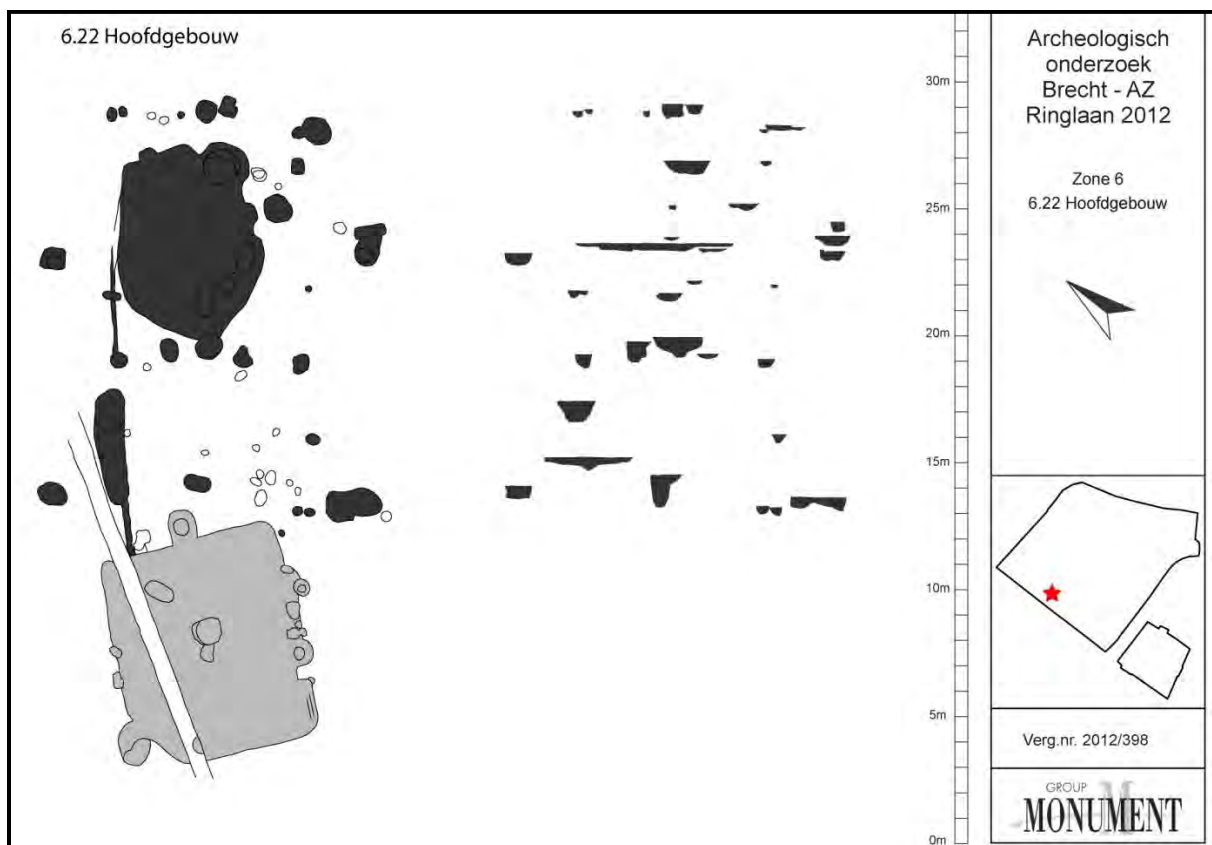 6.22 Hoofdgebouw
30m
25m
20m
15m
10m
5m
0m
Archeologisch
onderzoek
Brecht - AZ
Ringlaan 2012
Zone 6
6.22 Hoofdgebouw
Verg.nr. 2012/398
GROUP
M
MONUMENT